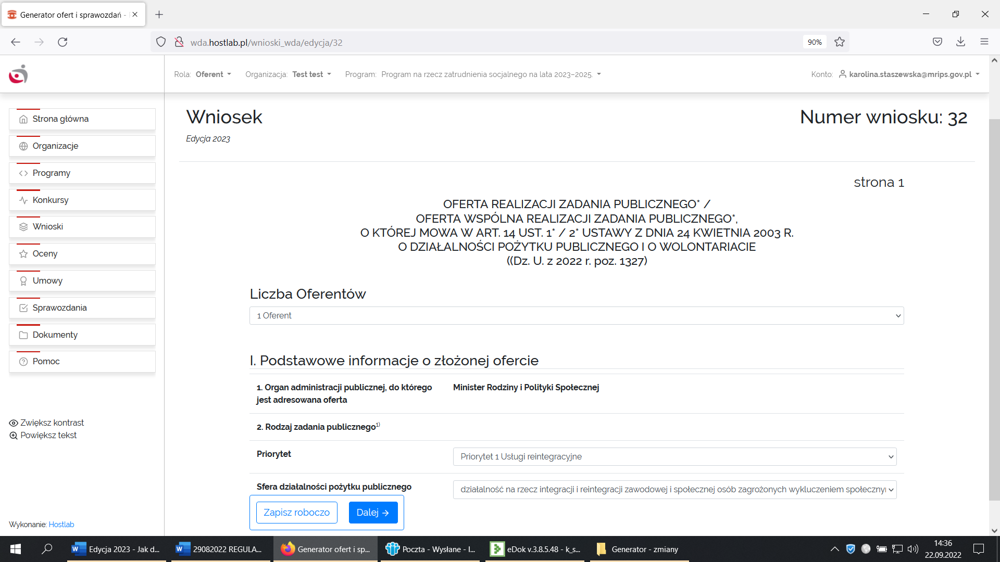 Generator ofert i sprawozdań -
wda.hostlab.pl/wnioski_wda/edycja/32
90%
Rola: Oferent
Organizacja: Test test
Program: Program na rzecz zatrudnienia socjalnego na lata 2023–2025.
Konto: karolina.staszewska@mrips.gov.pl
Strona główna
Organizacje
Programy
Konkursy
Wnioski
Oceny
Umowy
Sprawozdania
Dokumenty
Pomoc
Zwiększ kontrast
Powiększ tekst
Wykonanie: Hostlab
Wniosek
Numer wniosku: 32
Edycja 2023
strona 1
OFERTA REALIZACJI ZADANIA PUBLICZNEGO* /
OFERTA WSPÓLNA REALIZACJI ZADANIA PUBLICZNEGO*,
O KTÓREJ MOWA W ART. 14 UST. 1* / 2* USTAWY Z DNIA 24 KWIETNIA 2003 R.
O DZIAŁALNOŚCI POŻYTKU PUBLICZNEGO I O WOLONTARIACIE
((Dz. U. z 2022 r. poz. 1327)
Liczba Oferentów
1 Oferent
I. Podstawowe informacje o złożonej ofercie
1. Organ administracji publicznej, do którego
jest adresowana oferta
Minister Rodziny i Polityki Społecznej
2. Rodzaj zadania publicznego1)
Priorytet
Priorytet 1 Usługi reintegracyjne
Sfera działalności pożytku publicznego
działalność na rzecz integracji i reintegracji zawodowej i społecznej osób zagrożonych wykluczeniem społeczny
Zapisz roboczo
Dalej →
Edycja 2023 - Jak d...
29082022 REGULA...
Generator ofert i sp...
Poczta - Wysłane - I...
eDok v.3.8.5.48 - k_s...
Generator - zmiany
14:36
22.09.2022